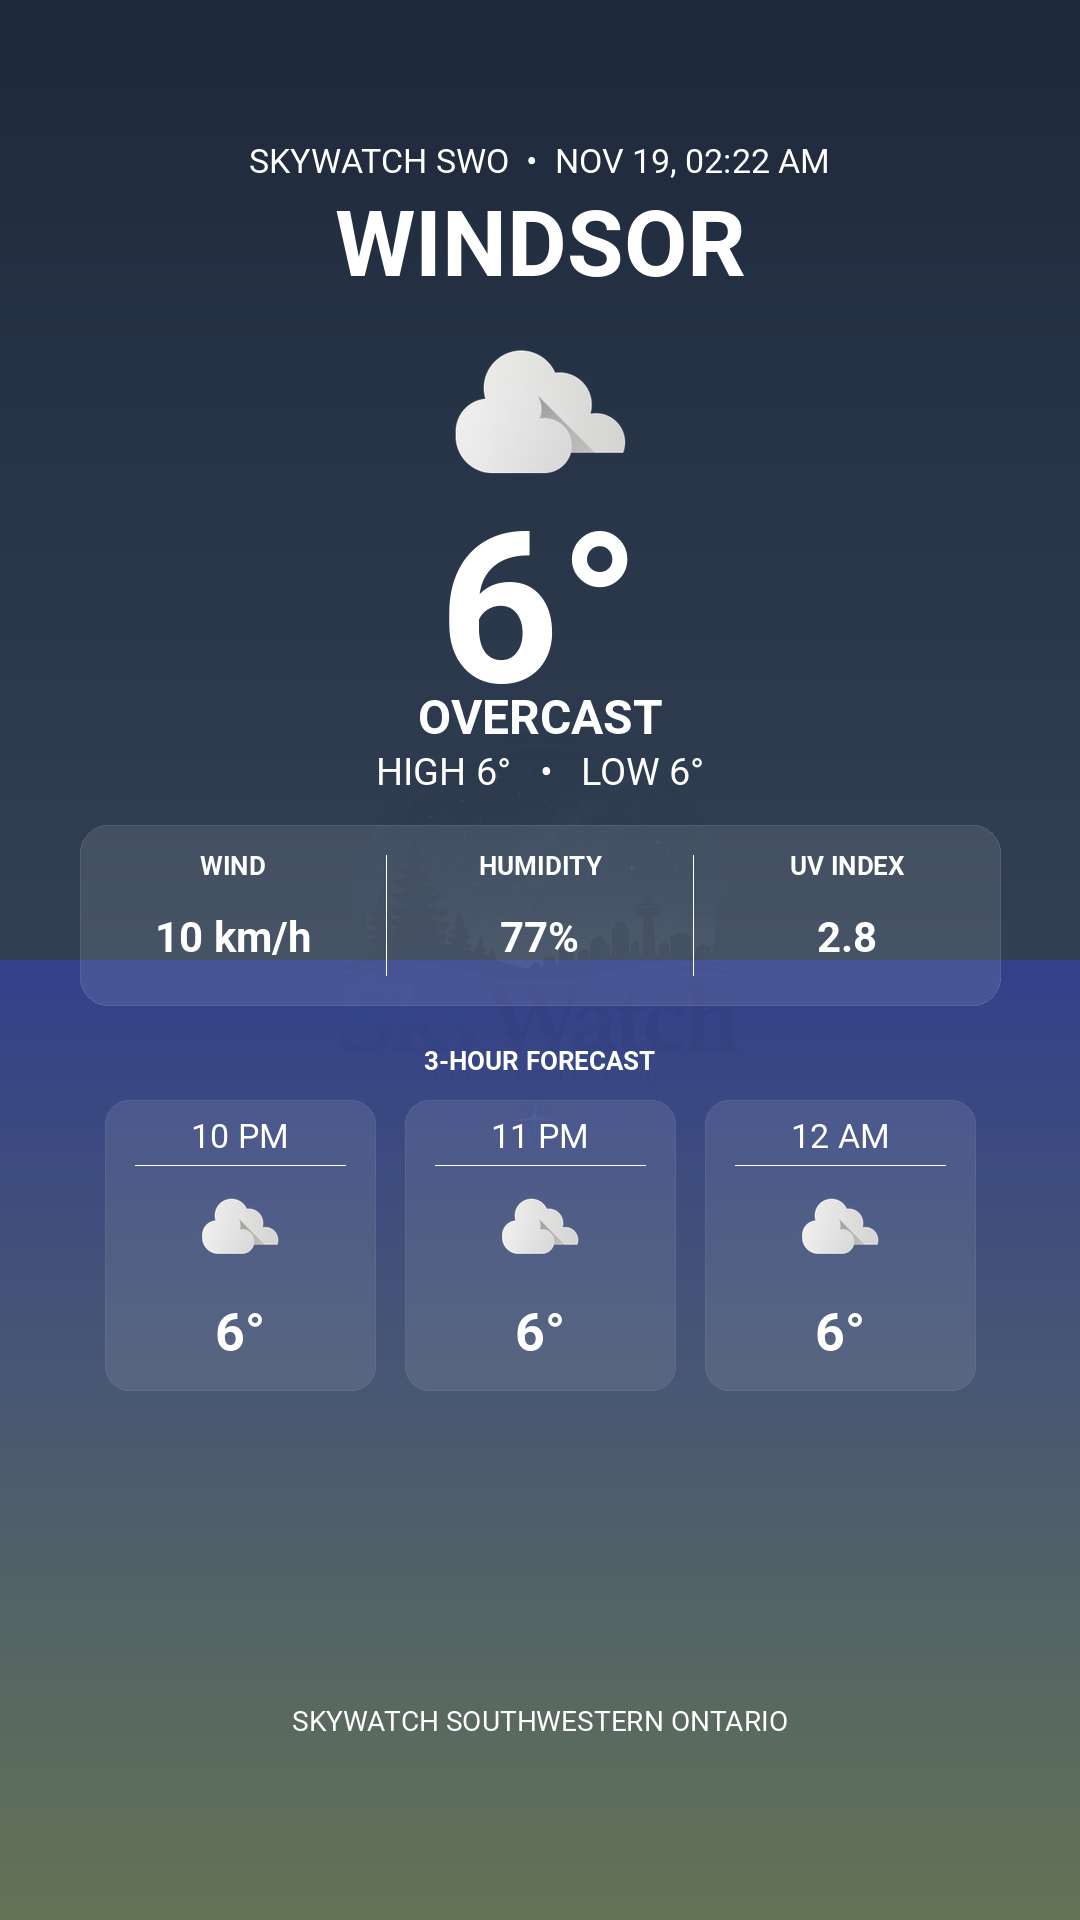 SKYWATCH SWO • NOV 19, 02:22 AM
WINDSOR
6°
OVERCAST
HIGH 6° • LOW 6°
WIND HUMIDITY UV INDEX
10 km/h 77% 2.8
SkyWatch
3-HOUR FORECAST
10 PM 11 PM 12 AM
6° 6° 6°
SKYWATCH SOUTHWESTERN ONTARIO